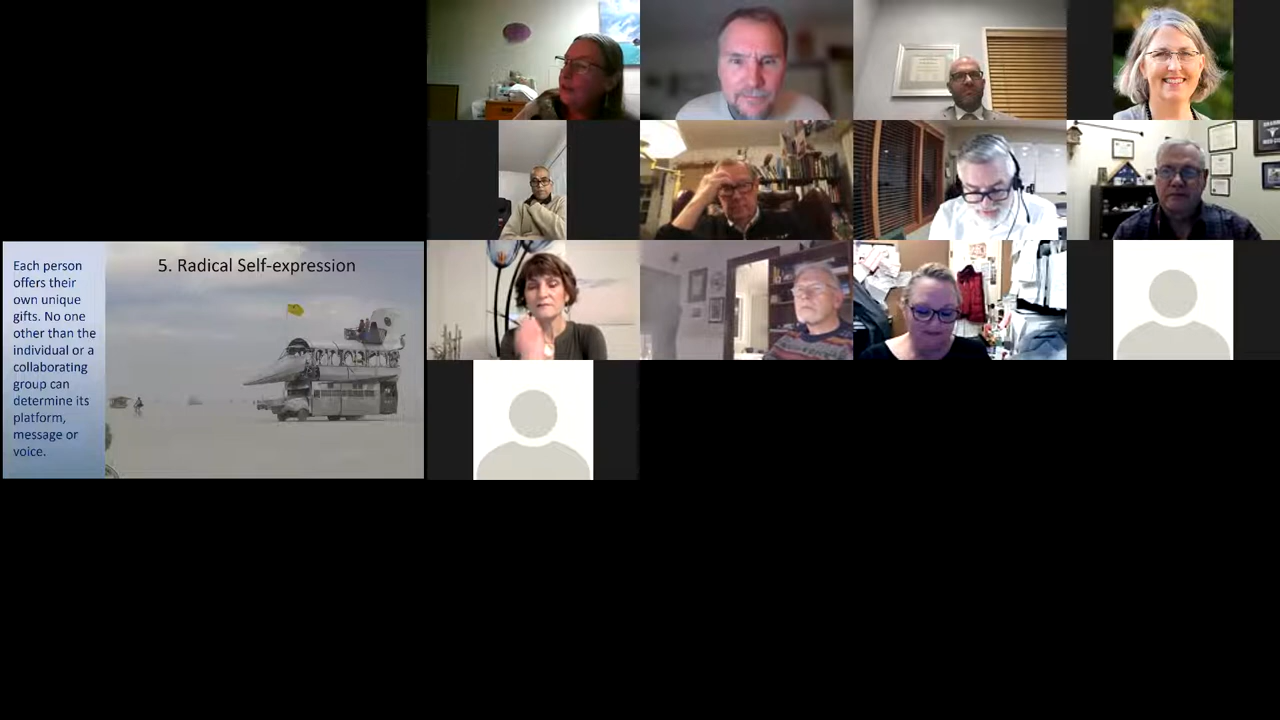 5. Radical Self-expression
Each person
offers their
own unique
gifts. No one
other than the
individual or a
collaborating
group can
determine its
platform,
message or
voice.